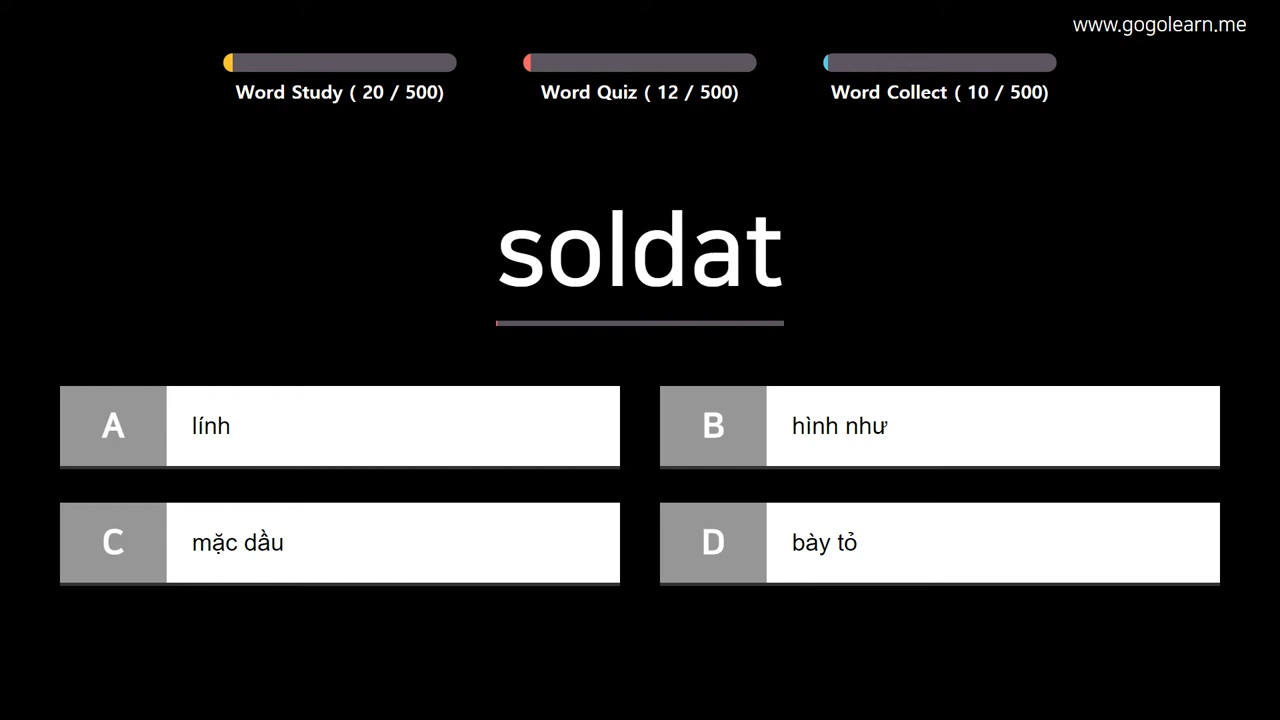 www.gogolearn.me
Word Study ( 20 / 500)
Word Quiz ( 12 / 500)
Word Collect ( 10 / 500)
soldat
A
lính
B
hình như
C
mặc dầu
D
bày tỏ